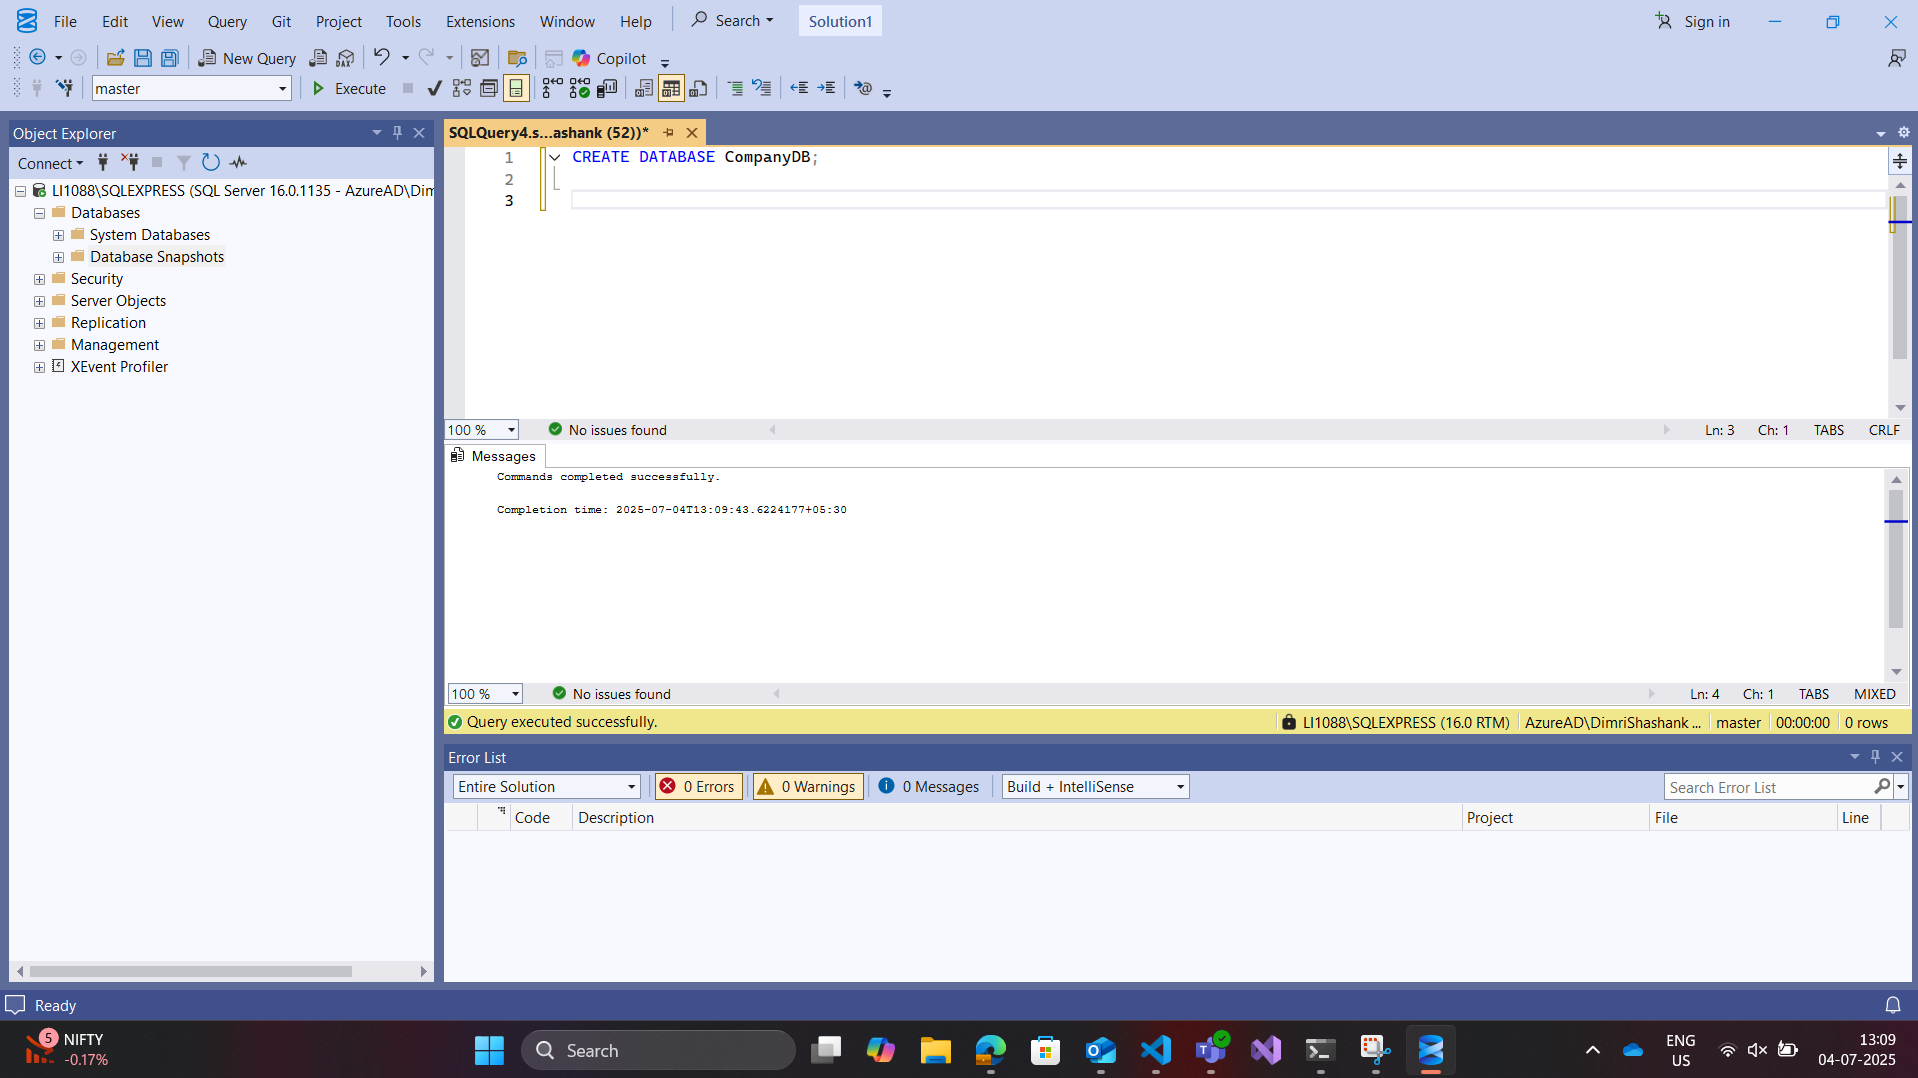 File Edit View Query Git Project Tools Extensions Window Help Search Solution1 Sign in
New Query DAX Copilot
master Execute
Object Explorer
Connect
LI1088\SQLEXPRESS (SQL Server 16.0.1135 - AzureAD\Dim
Databases
System Databases
Database Snapshots
Security
Server Objects
Replication
Management
XEvent Profiler
SQLQuery4.s...ashank (52))*
1 CREATE DATABASE CompanyDB;
2
3
100 % No issues found Ln: 3 Ch: 1 TABS CRLF
Messages
Commands completed successfully.
Completion time: 2025-07-04T13:09:43.6224177+05:30
100 % No issues found Ln: 4 Ch: 1 TABS MIXED
Query executed successfully. LI1088\SQLEXPRESS (16.0 RTM) AzureAD\DimriShashank ... master 00:00:00 0 rows
Error List
Entire Solution 0 Errors 0 Warnings 0 Messages Build + IntelliSense Search Error List
Code Description Project File Line
Ready
5 NIFTY
-0.17%
Search
ENG
US
13:09
04-07-2025